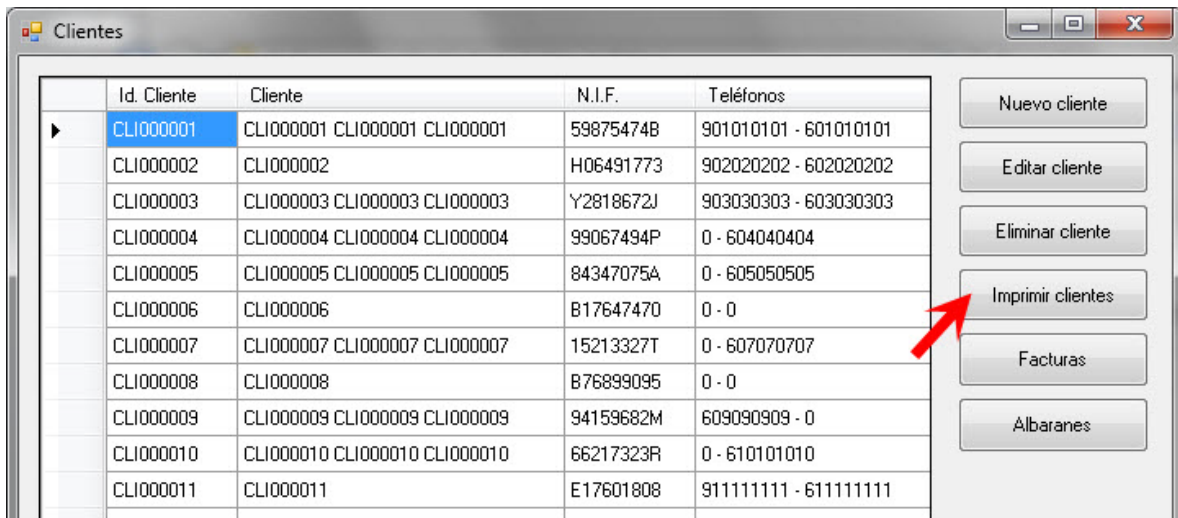 Clientes
Id. Cliente Cliente N.I.F. Teléfonos
CLI000001 CLI000001 CLI000001 CLI000001 59875474B 901010101 - 601010101
CLI000002 CLI000002 H06491773 902020202 - 602020202
CLI000003 CLI000003 CLI000003 CLI000003 Y2818672J 903030303 - 603030303
CLI000004 CLI000004 CLI000004 CLI000004 99067494P 0 - 604040404
CLI000005 CLI000005 CLI000005 CLI000005 84347075A 0 - 605050505
CLI000006 CLI000006 B17647470 0 - 0
CLI000007 CLI000007 CLI000007 CLI000007 15213327T 0 - 607070707
CLI000008 CLI000008 B76899095 0 - 0
CLI000009 CLI000009 CLI000009 CLI000009 94159682M 609090909 - 0
CLI000010 CLI000010 CLI000010 CLI000010 66217323R 0 - 610101010
CLI000011 CLI000011 E17601808 911111111 - 611111111
Nuevo cliente
Editar cliente
Eliminar cliente
Imprimir clientes
Facturas
Albaranes